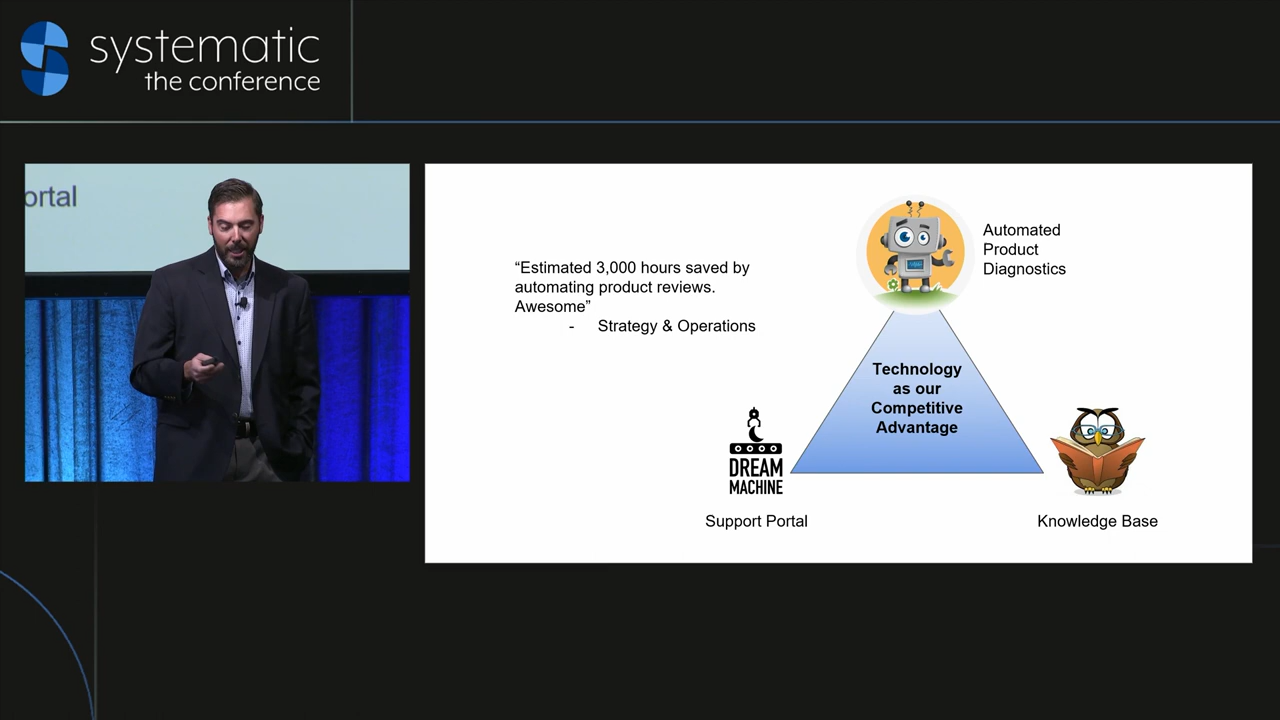 systematic
the conference
ortal
“Estimated 3,000 hours saved by
automating product reviews.
Awesome”
- Strategy & Operations
Automated
Product
Diagnostics
Technology
as our
Competitive
Advantage
DREAM
MACHINE
Support Portal
Knowledge Base